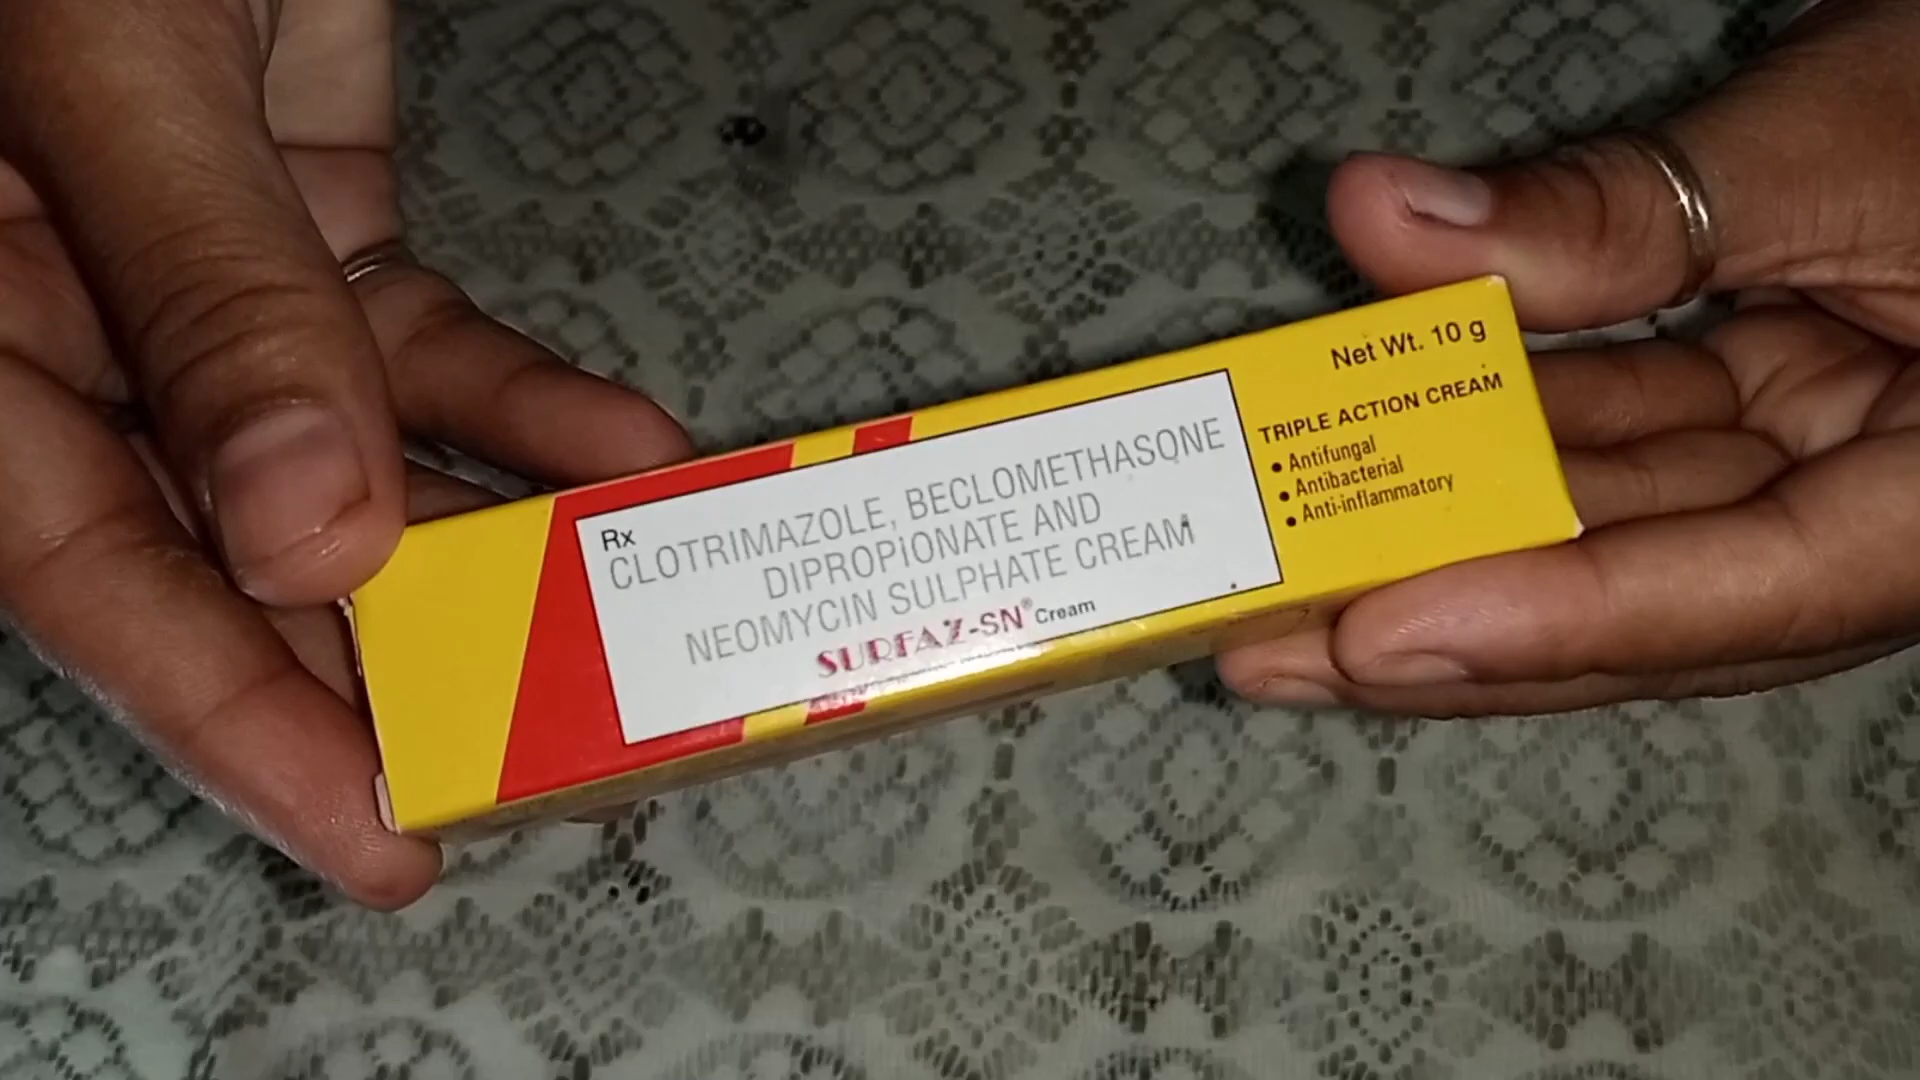 Rx
CLOTRIMAZOLE, BECLOMETHASONE
DIPROPIONATE AND
NEOMYCIN SULPHATE CREAM
SURFAZ-SN® Cream
Net Wt. 10 g
TRIPLE ACTION CREAM
• Antifungal
• Antibacterial
• Anti-inflammatory